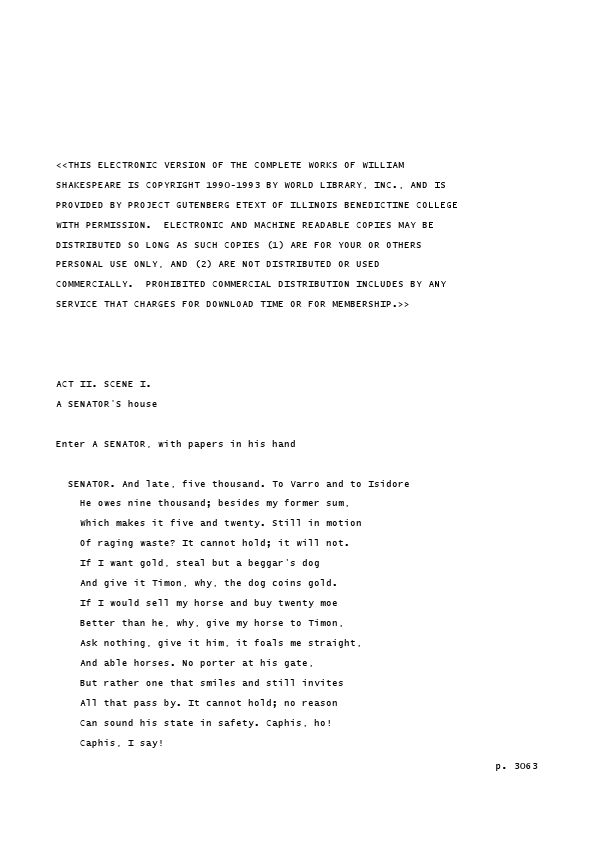 <<THIS ELECTRONIC VERSION OF THE COMPLETE WORKS OF WILLIAM
SHAKESPEARE IS COPYRIGHT 1990-1993 BY WORLD LIBRARY, INC., AND IS
PROVIDED BY PROJECT GUTENBERG ETEXT OF ILLINOIS BENEDICTINE COLLEGE
WITH PERMISSION.  ELECTRONIC AND MACHINE READABLE COPIES MAY BE
DISTRIBUTED SO LONG AS SUCH COPIES (1) ARE FOR YOUR OR OTHERS
PERSONAL USE ONLY, AND (2) ARE NOT DISTRIBUTED OR USED
COMMERCIALLY.  PROHIBITED COMMERCIAL DISTRIBUTION INCLUDES BY ANY
SERVICE THAT CHARGES FOR DOWNLOAD TIME OR FOR MEMBERSHIP.>>
ACT II. SCENE I.
A SENATOR'S house
Enter A SENATOR, with papers in his hand
SENATOR. And late, five thousand. To Varro and to Isidore
He owes nine thousand; besides my former sum,
Which makes it five and twenty. Still in motion
Of raging waste? It cannot hold; it will not.
If I want gold, steal but a beggar's dog
And give it Timon, why, the dog coins gold.
If I would sell my horse and buy twenty moe
Better than he, why, give my horse to Timon,
Ask nothing, give it him, it foals me straight,
And able horses. No porter at his gate,
But rather one that smiles and still invites
All that pass by. It cannot hold; no reason
Can sound his state in safety. Caphis, ho!
Caphis, I say!
p. 3063